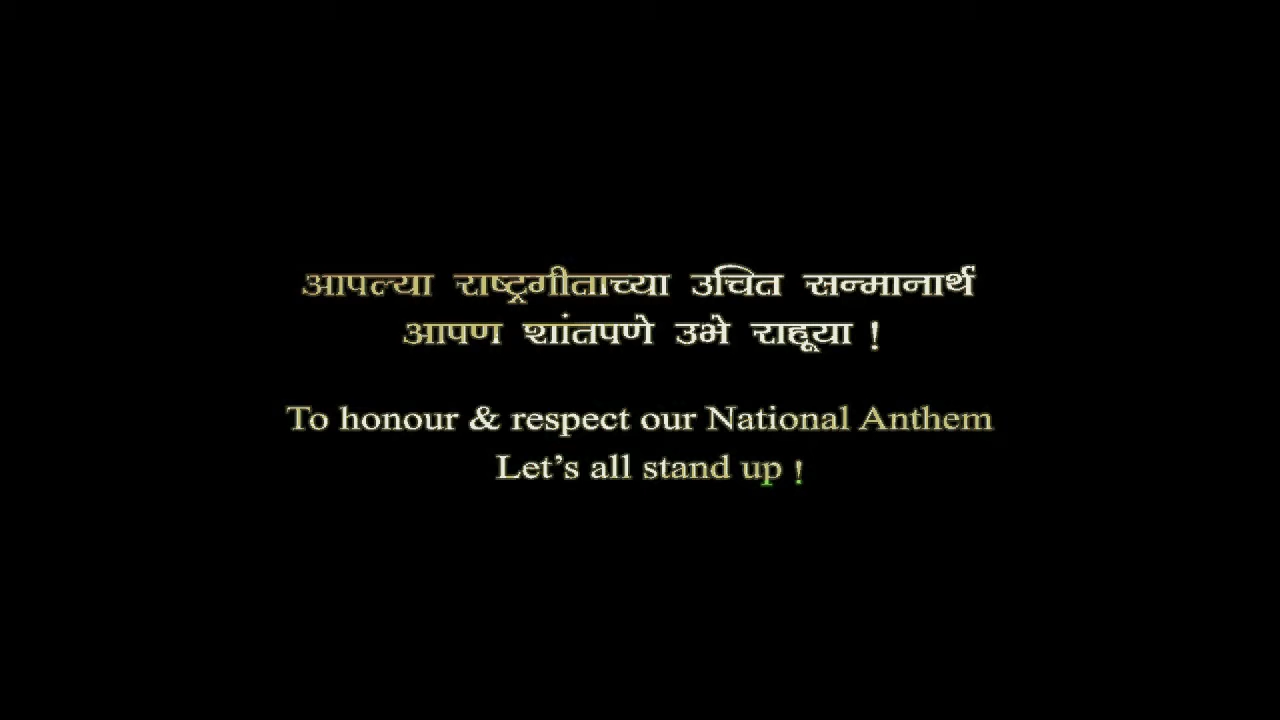 आपल्या राष्ट्रगीताच्या उचित सन्मानार्थ
आपण शांतपणे उभे राहूया !
To honour & respect our National Anthem
Let’s all stand up !